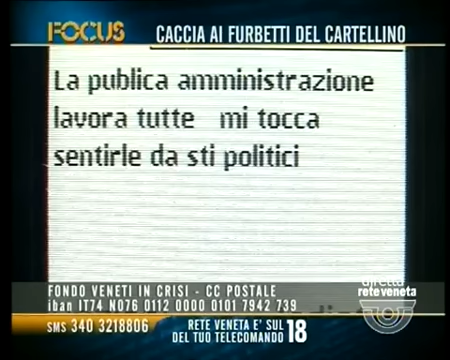 FOCUS
CACCIA AI FURBETTI DEL CARTELLINO
La publica amministrazione
lavora tutte mi tocca
sentirle da sti politici
diretta
reteveneta
FONDO VENETI IN CRISI - CC POSTALE
iban IT74 N076 0112 0000 0101 7942 739
SMS 340 3218806
RETE VENETA E' SUL
DEL TUO TELECOMANDO 18